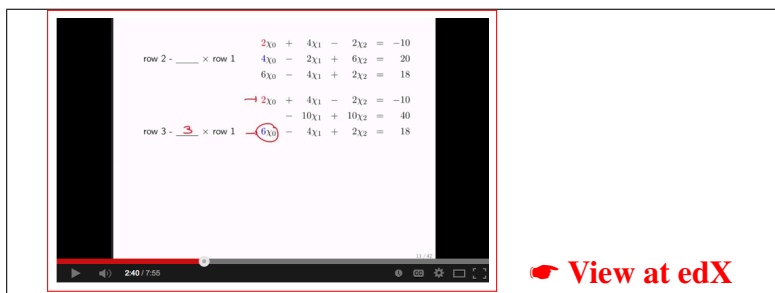 2χ₀ + 4χ₁ − 2χ₂ = −10
row 2 - ____ × row 1 4χ₀ − 2χ₁ + 6χ₂ = 20
6χ₀ − 4χ₁ + 2χ₂ = 18
2χ₀ + 4χ₁ − 2χ₂ = −10
− 10χ₁ + 10χ₂ = 40
row 3 - 3 × row 1 6χ₀ − 4χ₁ + 2χ₂ = 18
11 / 42
2:40 / 7:55
☛ View at edX